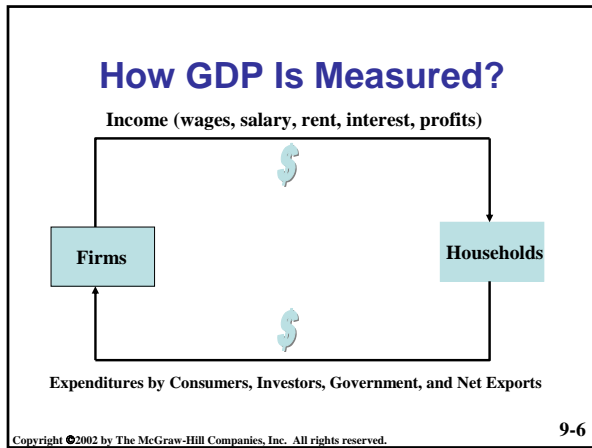 How GDP Is Measured?
Income (wages, salary, rent, interest, profits)
$
Firms
Households
$
Expenditures by Consumers, Investors, Government, and Net Exports
9-6
Copyright ©2002 by The McGraw-Hill Companies, Inc. All rights reserved.